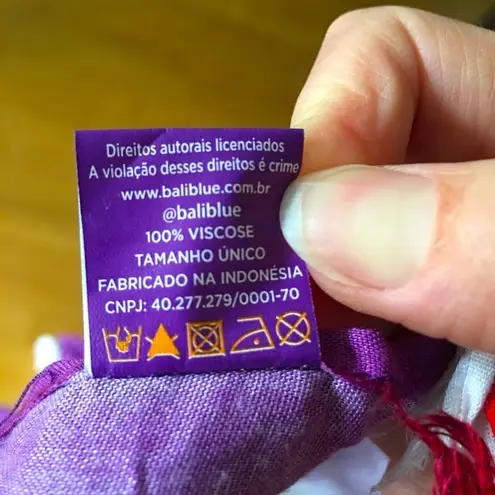 Direitos autorais licenciados
A violação desses direitos é crime
www.baliblue.com.br
@baliblue
100% VISCOSE
TAMANHO ÚNICO
FABRICADO NA INDONÉSIA
CNPJ: 40.277.279/0001-70